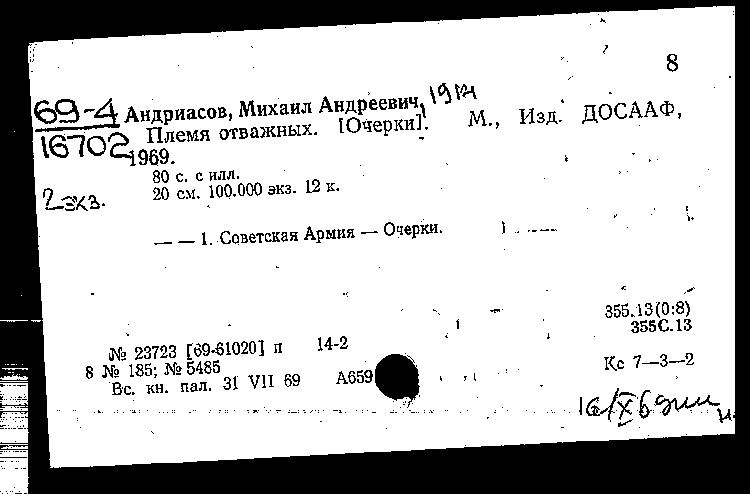 8
69-4 Андриасов, Михаил Андреевич, 1914
16702 Племя отважных. [Очерки]. М., Изд. ДОСААФ,
1969.
80 с. с илл.
2 экз. 20 см. 100.000 экз. 12 к.
— — 1. Советская Армия — Очерки.
355.13(0:8)
355С.13
№ 23723 [69-61020] п 14-2
8 № 185; № 5485 Кс 7—3—2
Вс. кн. пал. 31 VII 69 А659
16/X 69